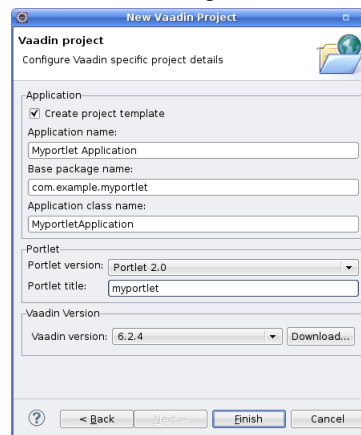 New Vaadin Project
Vaadin project
Configure Vaadin specific project details
Application
Create project template
Application name:
Myportlet Application
Base package name:
com.example.myportlet
Application class name:
MyportletApplication
Portlet
Portlet version: Portlet 2.0
Portlet title: myportlet
Vaadin Version
Vaadin version: 6.2.4 Download...
? < Back Next > Finish Cancel